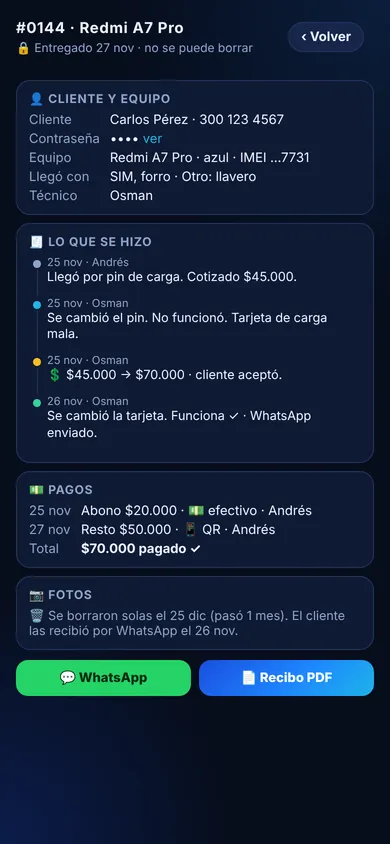 #0144 · Redmi A7 Pro
🔒 Entregado 27 nov · no se puede borrar
‹ Volver
👤 CLIENTE Y EQUIPO
Cliente Carlos Pérez · 300 123 4567
Contraseña •••• ver
Equipo Redmi A7 Pro · azul · IMEI ...7731
Llegó con SIM, forro · Otro: llavero
Técnico Osman
🧾 LO QUE SE HIZO
25 nov · Andrés
Llegó por pin de carga. Cotizado $45.000.
25 nov · Osman
Se cambió el pin. No funcionó. Tarjeta de carga
mala.
25 nov · Osman
💲 $45.000 → $70.000 · cliente aceptó.
26 nov · Osman
Se cambió la tarjeta. Funciona ✓ · WhatsApp
enviado.
💵 PAGOS
25 nov Abono $20.000 · 💵 efectivo · Andrés
27 nov Resto $50.000 · 📱 QR · Andrés
Total $70.000 pagado ✓
📷 FOTOS
🗑️ Se borraron solas el 25 dic (pasó 1 mes). El cliente
las recibió por WhatsApp el 26 nov.
💬 WhatsApp
📄 Recibo PDF